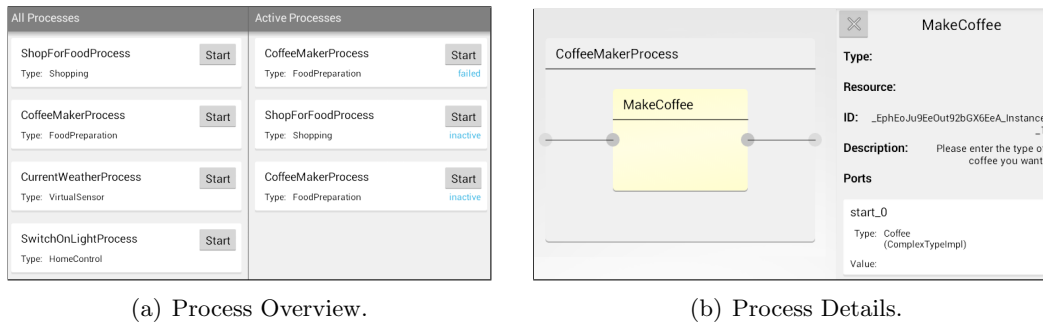 All Processes
Active Processes
ShopForFoodProcess
Start
Type: Shopping
CoffeeMakerProcess
Start
Type: FoodPreparation
CurrentWeatherProcess
Start
Type: VirtualSensor
SwitchOnLightProcess
Start
Type: HomeControl
CoffeeMakerProcess
Start
Type: FoodPreparation
failed
ShopForFoodProcess
Start
Type: Shopping
inactive
CoffeeMakerProcess
Start
Type: FoodPreparation
inactive
(a) Process Overview.
CoffeeMakerProcess
MakeCoffee
MakeCoffee
Type:
Resource:
ID: _EphEoJu9EeOut92bGX6EeA_Instance
Description: Please enter the type of
coffee you want
Ports
start_0
Type: Coffee
(ComplexTypeImpl)
Value:
(b) Process Details.